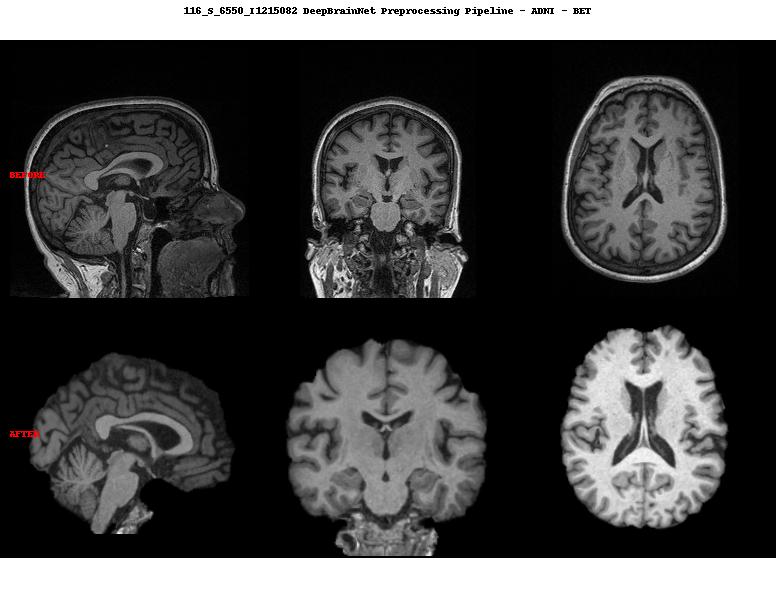 116_S_6550_I1215082 DeepBrainNet Preprocessing Pipeline - ADNI - BET
BEFORE
AFTER